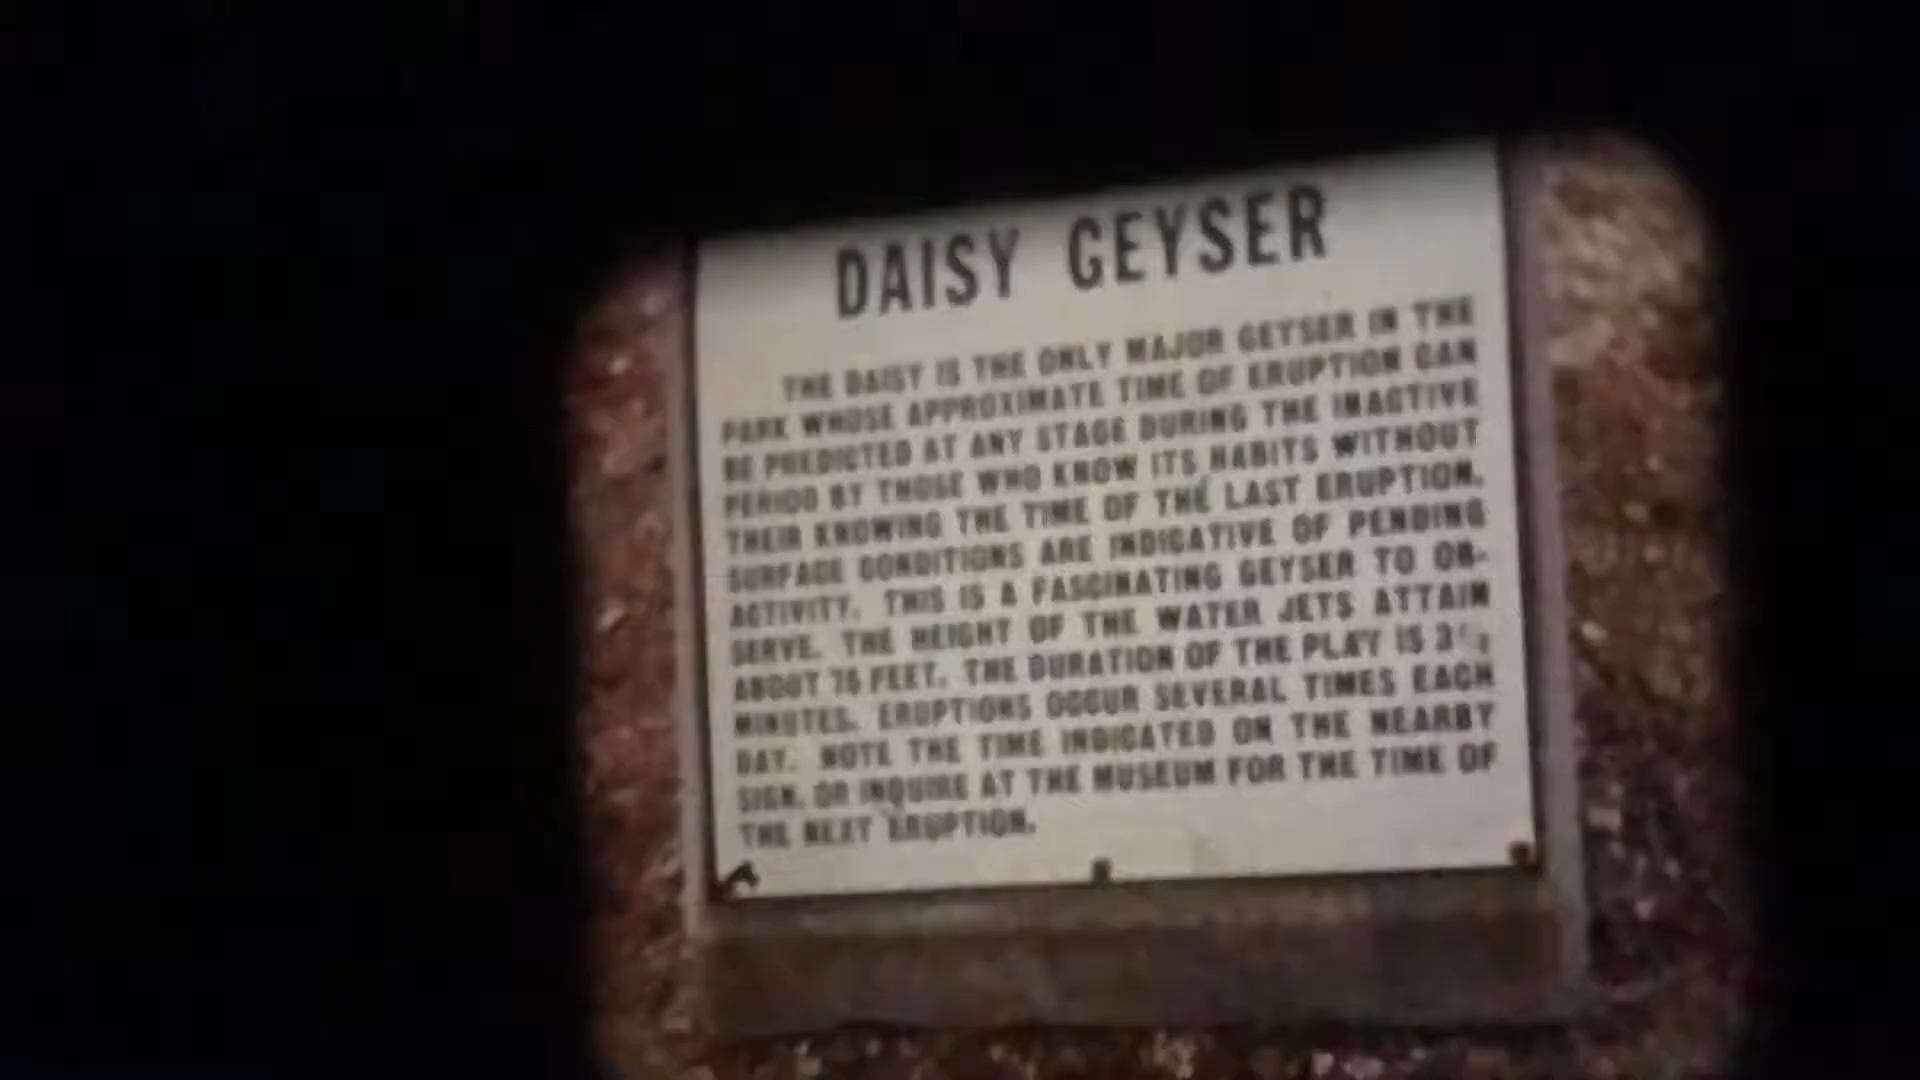 DAISY GEYSER
THE DAISY IS THE ONLY MAJOR GEYSER IN THE
PARK WHOSE APPROXIMATE TIME OF ERUPTION CAN
BE PREDICTED AT ANY STAGE DURING THE INACTIVE
PERIOD BY THOSE WHO KNOW ITS HABITS WITHOUT
THEIR KNOWING THE TIME OF THE LAST ERUPTION.
SURFACE CONDITIONS ARE INDICATIVE OF PENDING
ACTIVITY. THIS IS A FASCINATING GEYSER TO OB-
SERVE. THE HEIGHT OF THE WATER JETS ATTAIN
ABOUT 75 FEET. THE DURATION OF THE PLAY IS
MINUTES. ERUPTIONS OCCUR SEVERAL TIMES EACH
DAY. NOTE THE TIME INDICATED ON THE NEARBY
SIGN, OR INQUIRE AT THE MUSEUM FOR THE TIME OF
THE NEXT ERUPTION.